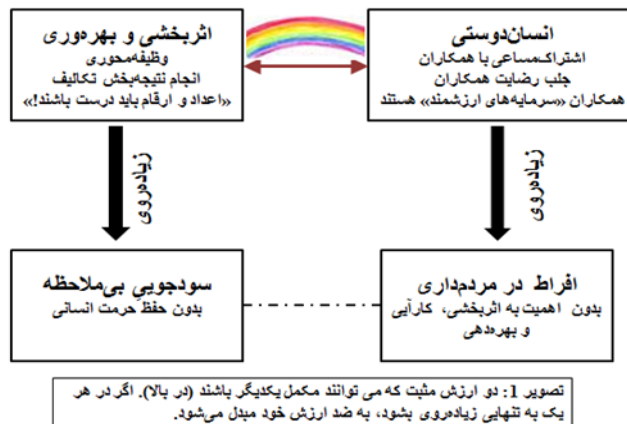 انسان‌دوستی
اشتراک‌مساعی با همکاران
جلب رضایت همکاران
همکاران «سرمایه‌های ارزشمند» هستند
اثربخشی و بهره‌وری
وظیفه‌محوری
انجام نتیجه‌بخش تکالیف
«اعداد و ارقام باید درست باشند!»
زیاده‌روی
زیاده‌روی
افراط در مردم‌داری
بدون اهمیت به اثربخشی، کارآیی
و بهره‌دهی
سودجوییِ بی‌ملاحظه
بدون حفظ حرمت انسانی
تصویر 1: دو ارزش مثبت که می توانند مکمل یکدیگر باشند (در بالا). اگر در هر
یک به تنهایی زیاده‌روی بشود، به ضد ارزش خود مبدل می‌شود.